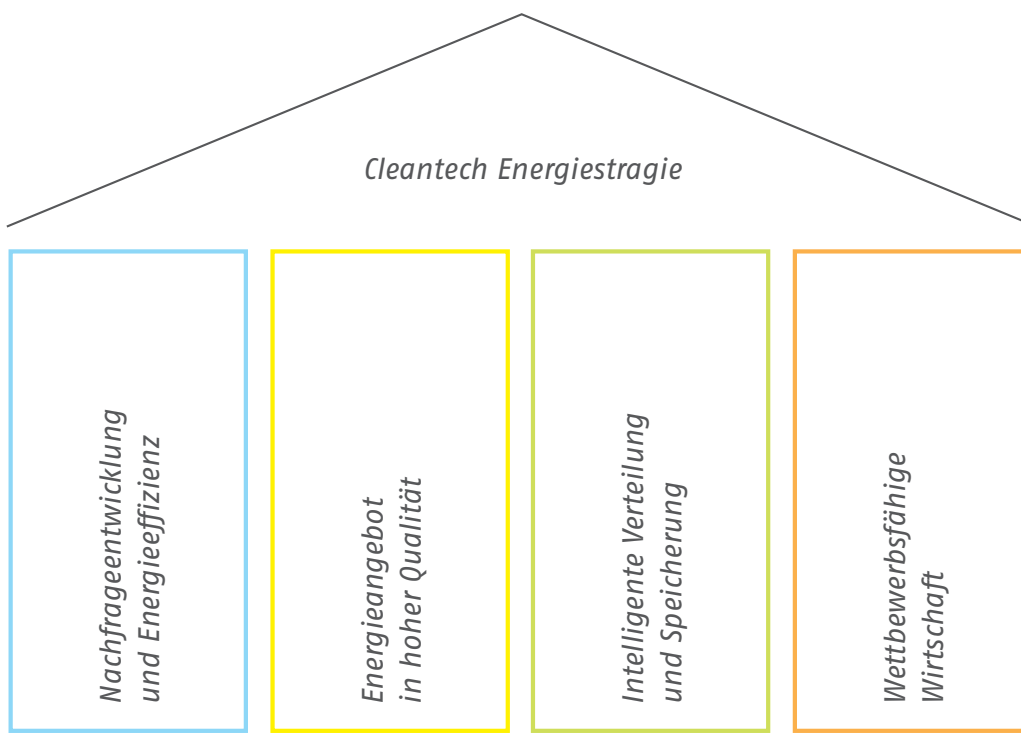 Cleantech Energiestragie
Nachfrageentwicklung
und Energieeffizienz
Energieangebot
in hoher Qualität
Intelligente Verteilung
und Speicherung
Wettbewerbsfähige
Wirtschaft